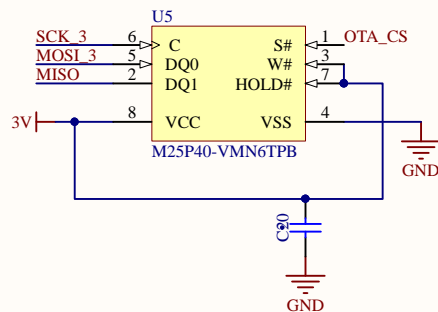 U5
SCK_3 6 C S# 1 OTA_CS
MOSI_3 5 DQ0 W# 3
MISO 2 DQ1 HOLD# 7
3V 8 VCC VSS 4
GND
M25P40-VMN6TPB
C20
GND